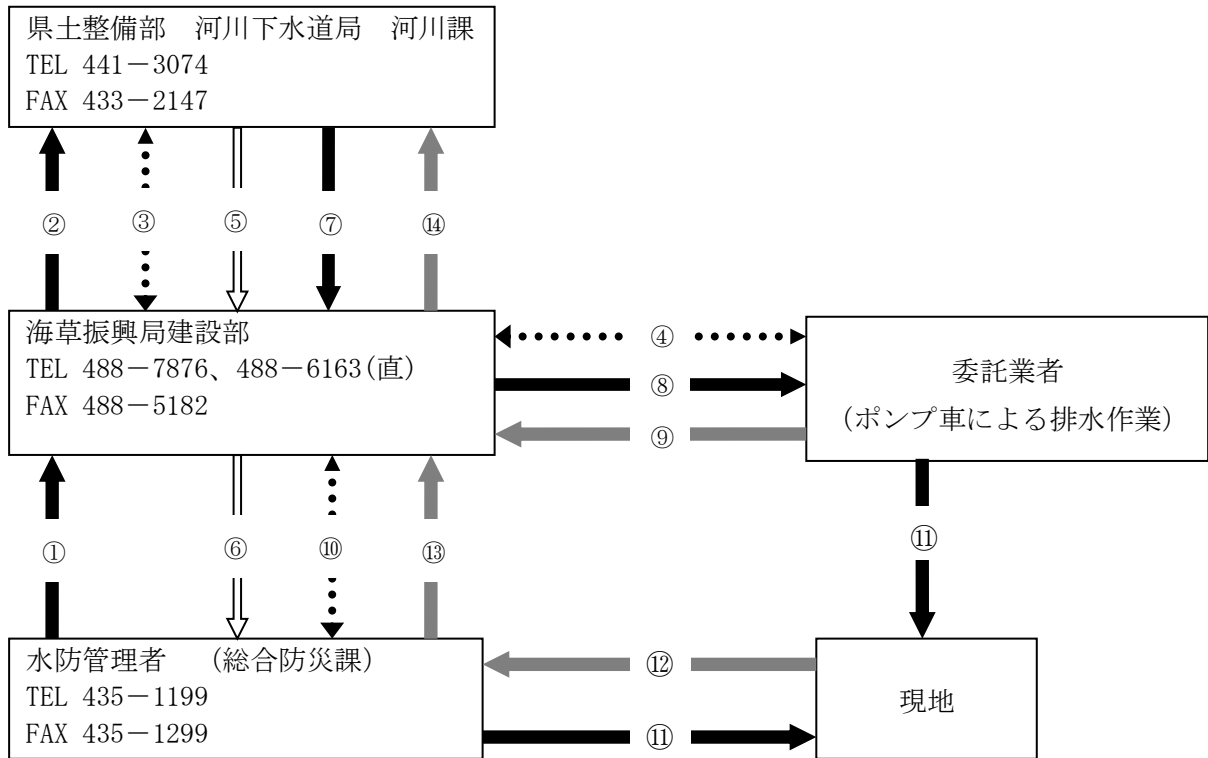 県土整備部　河川下水道局　河川課
TEL 441－3074
FAX 433－2147
② ③ ⑤ ⑦ ⑭
海草振興局建設部
TEL 488－7876、488－6163(直)
FAX 488－5182
④
⑧
⑨
委託業者
(ポンプ車による排水作業)
① ⑥ ⑩ ⑬
⑪
水防管理者　(総合防災課)
TEL 435－1199
FAX 435－1299
⑫
⑪
現地